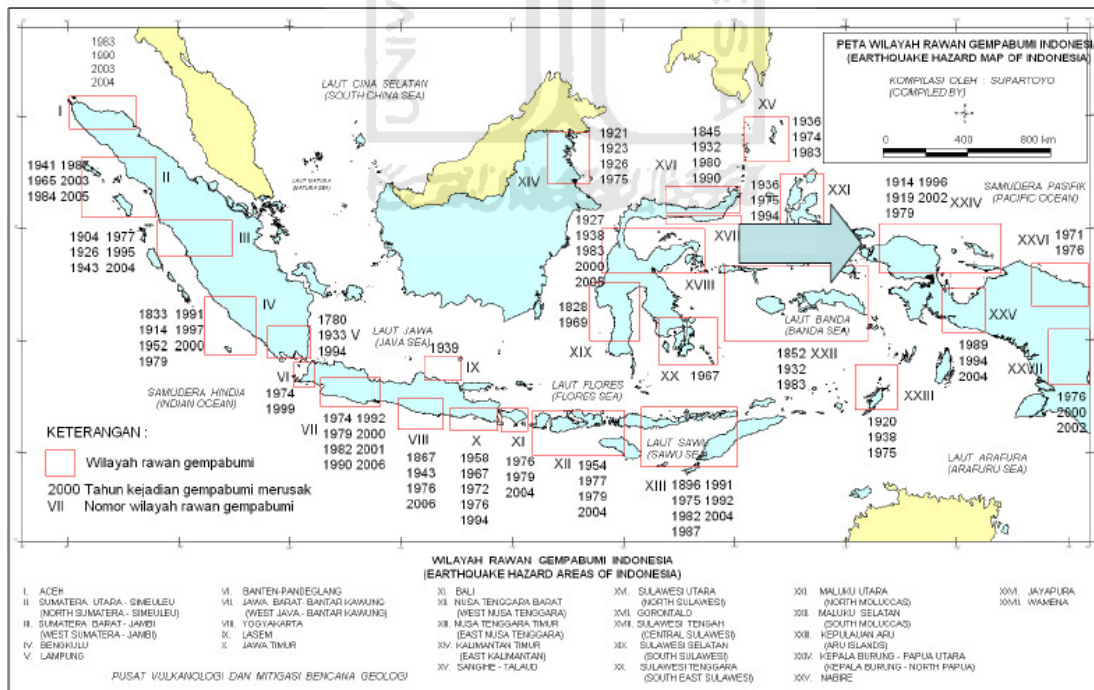 PETA WILAYAH RAWAN GEMPABUMI INDONESIA
(EARTHQUAKE HAZARD MAP OF INDONESIA)
KOMPILASI OLEH : SUPARTOYO
(COMPILED BY)
0 400 800 km
1983
1990
2003
2004
I
LAUT CINA SELATAN
(SOUTH CHINA SEA)
LAUT NATUNA
(NATUNA SEA)
1941 1987
1965 2003
1984 2005
II
1904 1977
1926 1995
1943 2004
III
1833 1991
1914 1997
1952 2000
1979
IV
1780
1933 V
1994
LAUT JAWA
(JAVA SEA)
1939
IX
VI
1974
1999
SAMUDERA HINDIA
(INDIAN OCEAN)
VII
1974 1992
1979 2000
1982 2001
1990 2006
VIII
1867
1943
1976
2006
X
1958
1967
1972
1976
1994
XI
1976
1979
2004
XII
1954
1977
1979
2004
LAUT FLORES
(FLORES SEA)
LAUT SAWU
(SAWU SEA)
XIII
1896 1991
1975 1992
1982 2004
1987
XIV
1921
1923
1926
1975
XVI
1845
1932
1980
1990
XV
1936
1974
1983
1936
1975
1994
XVII
XXI
1927
1938
1983
2000
2005
XVIII
1828
1969
XIX
XX
1967
LAUT BANDA
(BANDA SEA)
1852 XXII
1932
1983
XXIII
1920
1938
1975
1914 1996
1919 2002
1979
XXIV
SAMUDERA PASIFIK
(PACIFIC OCEAN)
XXVI
1971
1976
XXV
1989
1994
2004
XXVII
1976
2000
2002
LAUT ARAFURA
(ARAFURU SEA)
KETERANGAN :
Wilayah rawan gempabumi
2000 Tahun kejadian gempabumi merusak
VII Nomor wilayah rawan gempabumi
WILAYAH RAWAN GEMPABUMI INDONESIA
(EARTHQUAKE HAZARD AREAS OF INDONESIA)
I. ACEH
II. SUMATERA UTARA - SIMEULEU
(NORTH SUMATERA - SIMEULEU)
III. SUMATERA BARAT - JAMBI
(WEST SUMATERA - JAMBI)
IV. BENGKULU
V. LAMPUNG
VI. BANTEN-PANDEGLANG
VII. JAWA BARAT- BANTAR KAWUNG
(WEST JAVA - BANTAR KAWUNG)
VIII. YOGYAKARTA
IX. LASEM
X. JAWA TIMUR
XI. BALI
XII. NUSA TENGGARA BARAT
(WEST NUSA TENGGARA)
XIII. NUSA TENGGARA TIMUR
(EAST NUSA TENGGARA)
XIV. KALIMANTAN TIMUR
(EAST KALIMANTAN)
XV. SANGIHE - TALAUD
XVI. SULAWESI UTARA
(NORTH SULAWESI)
XVII. GORONTALO
XVIII. SULAWESI TENGAH
(CENTRAL SULAWESI)
XIX. SULAWESI SELATAN
(SOUTH SULAWESI)
XX. SULAWESI TENGGARA
(SOUTH EAST SULAWESI)
XXI. MALUKU UTARA
(NORTH MOLUCCAS)
XXII. MALUKU SELATAN
(SOUTH MOLUCCAS)
XXIII. KEPULAUAN ARU
(ARU ISLANDS)
XXIV. KEPALA BURUNG - PAPUA UTARA
(KEPALA BURUNG - NORTH PAPUA)
XXV. NABIRE
XXVI. JAYAPURA
XXVII. WAMENA
PUSAT VULKANOLOGI DAN MITIGASI BENCANA GEOLOGI